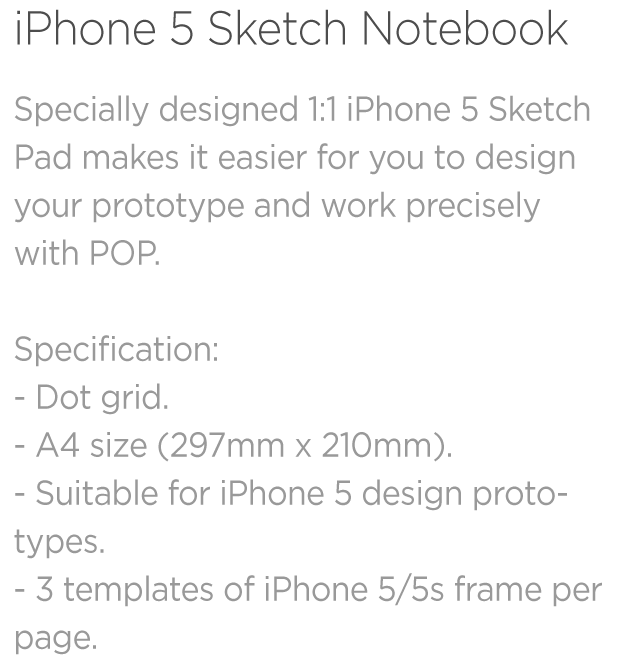 iPhone 5 Sketch Notebook
Specially designed 1:1 iPhone 5 Sketch
Pad makes it easier for you to design
your prototype and work precisely
with POP.
Specification:
- Dot grid.
- A4 size (297mm x 210mm).
- Suitable for iPhone 5 design proto-
types.
- 3 templates of iPhone 5/5s frame per
page.